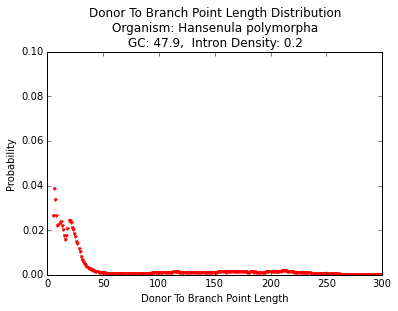 Donor To Branch Point Length Distribution
Organism: Hansenula polymorpha
GC: 47.9,  Intron Density: 0.2
0.10
0.08
0.06
0.04
0.02
0.00
Probability
0
50
100
150
200
250
300
Donor To Branch Point Length